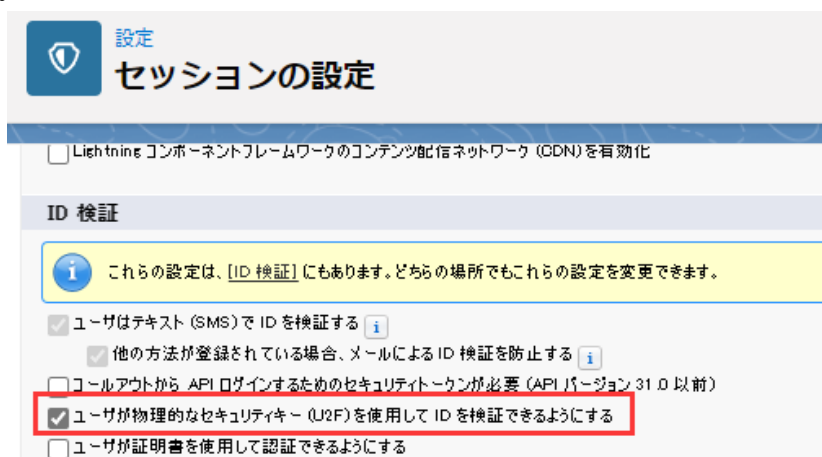 設定
セッションの設定
Lightning コンポーネントフレームワークのコンテンツ配信ネットワーク (CDN) を有効化
ID 検証
これらの設定は、[ID 検証] にもあります。どちらの場所でもこれらの設定を変更できます。
ユーザはテキスト (SMS) で ID を検証する
他の方法が登録されている場合、メールによる ID 検証を防止する
コールアウトから API ログインするためのセキュリティトークンが必要 (API バージョン 31.0 以前)
ユーザが物理的なセキュリティキー (U2F) を使用して ID を検証できるようにする
ユーザが証明書を使用して認証できるようにする